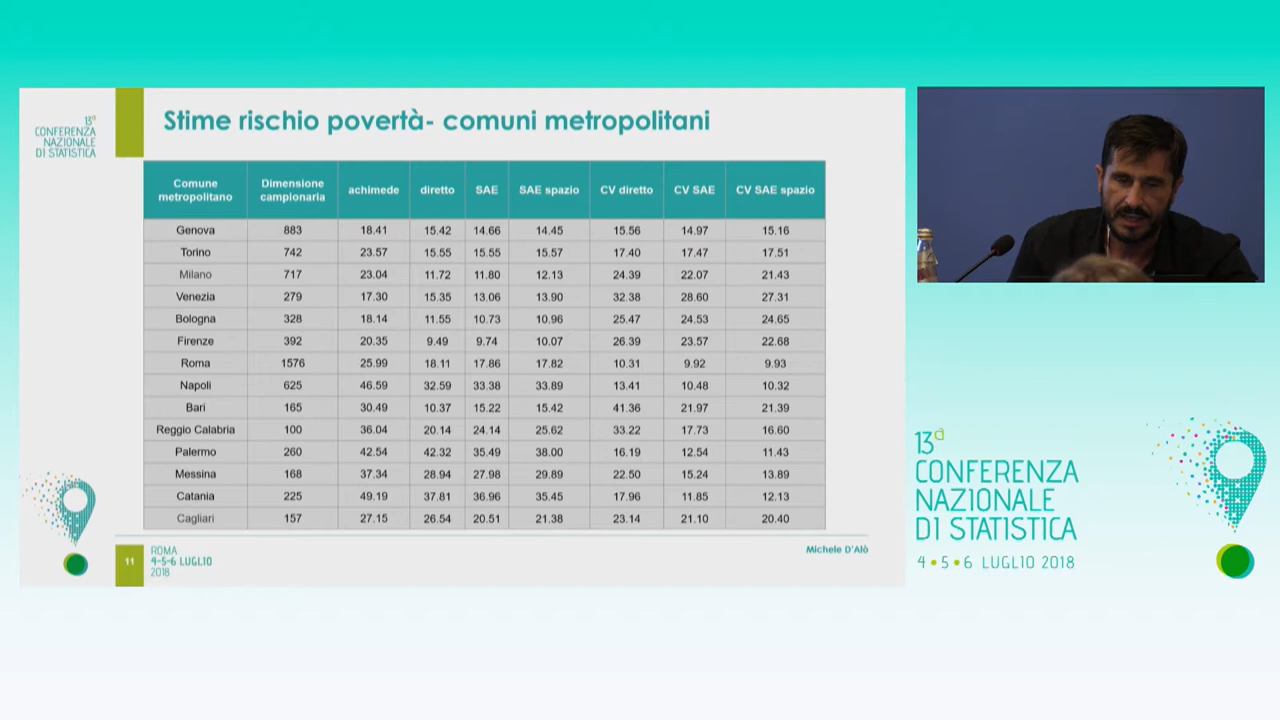 Stime rischio povertà- comuni metropolitani
13ª
CONFERENZA
NAZIONALE
DI STATISTICA
Comune metropolitano Dimensione campionaria achimede diretto SAE SAE spazio CV diretto CV SAE CV SAE spazio
Genova 883 18.41 15.42 14.66 14.45 15.56 14.97 15.16
Torino 742 23.57 15.55 15.55 15.57 17.40 17.47 17.51
Milano 717 23.04 11.72 11.80 12.13 24.39 22.07 21.43
Venezia 279 17.30 15.35 13.06 13.90 32.38 28.60 27.31
Bologna 328 18.14 11.55 10.73 10.96 25.47 24.53 24.65
Firenze 392 20.35 9.49 9.74 10.07 26.39 23.57 22.68
Roma 1576 25.99 18.11 17.86 17.82 10.31 9.92 9.93
Napoli 625 46.59 32.59 33.38 33.89 13.41 10.48 10.32
Bari 165 30.49 10.37 15.22 15.42 41.36 21.97 21.39
Reggio Calabria 100 36.04 20.14 24.14 25.62 33.22 17.73 16.60
Palermo 260 42.54 42.32 35.49 38.00 16.19 12.54 11.43
Messina 168 37.34 28.94 27.98 29.89 22.50 15.24 13.89
Catania 225 49.19 37.81 36.96 35.45 17.96 11.85 12.13
Cagliari 157 27.15 26.54 20.51 21.38 23.14 21.10 20.40
11
ROMA
4-5-6 LUGLIO
2018
Michele D'Alò
13ª
CONFERENZA
NAZIONALE
DI STATISTICA
4 • 5 • 6 LUGLIO 2018